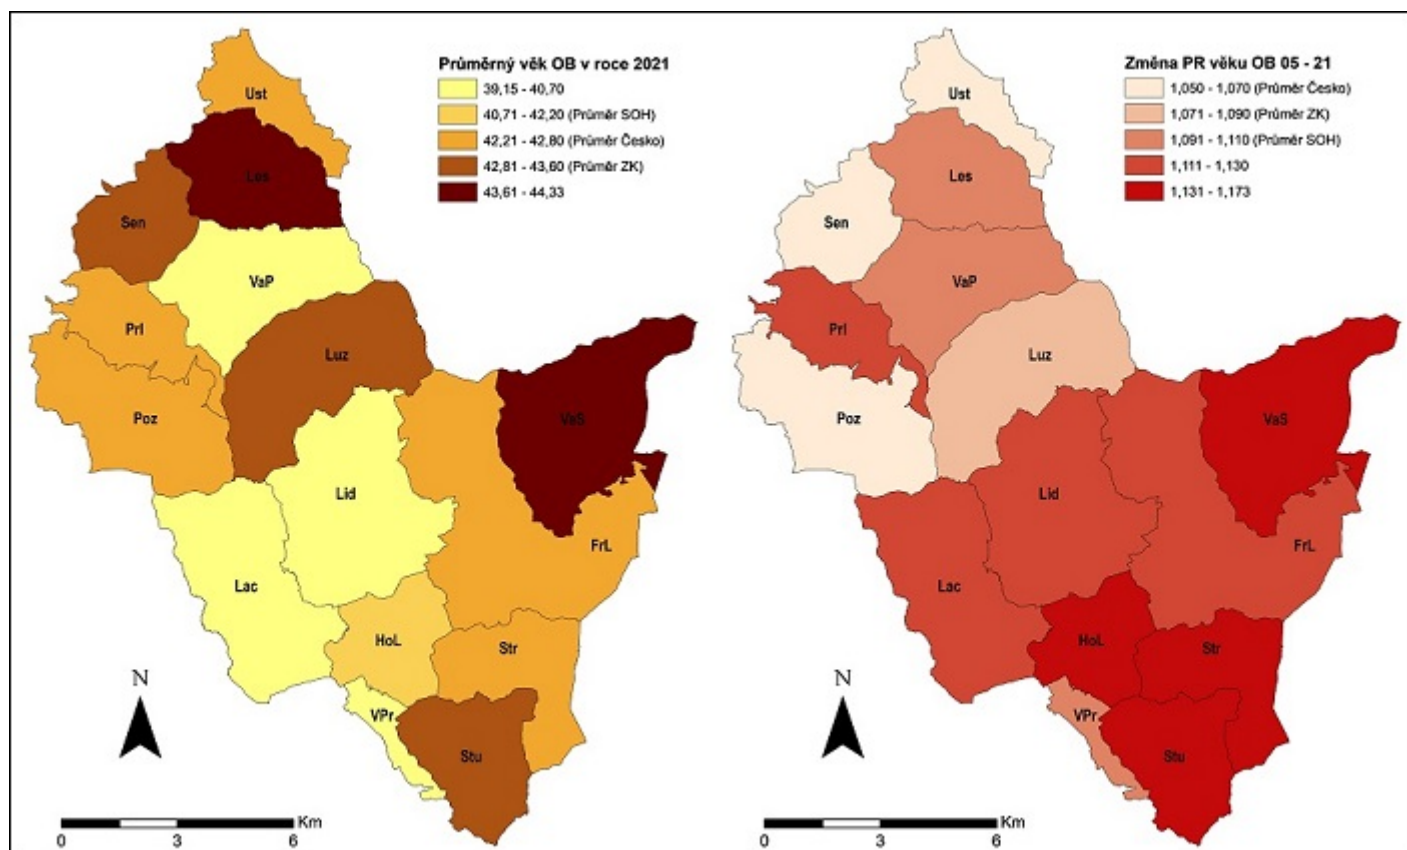 Průměrný věk OB v roce 2021
39,15 - 40,70
40,71 - 42,20 (Průměr SOH)
42,21 - 42,80 (Průměr Česko)
42,81 - 43,60 (Průměr ZK)
43,61 - 44,33
Ust
Les
Sen
VaP
Prl
Luz
Poz
VaS
Lid
FrL
Lac
HoL
Str
VPr
Stu
N
0
3
6
Km
Změna PR věku OB 05 - 21
1,050 - 1,070 (Průměr Česko)
1,071 - 1,090 (Průměr ZK)
1,091 - 1,110 (Průměr SOH)
1,111 - 1,130
1,131 - 1,173
Ust
Les
Sen
VaP
Prl
Luz
Poz
VaS
Lid
FrL
Lac
HoL
Str
VPr
Stu
N
0
3
6
Km